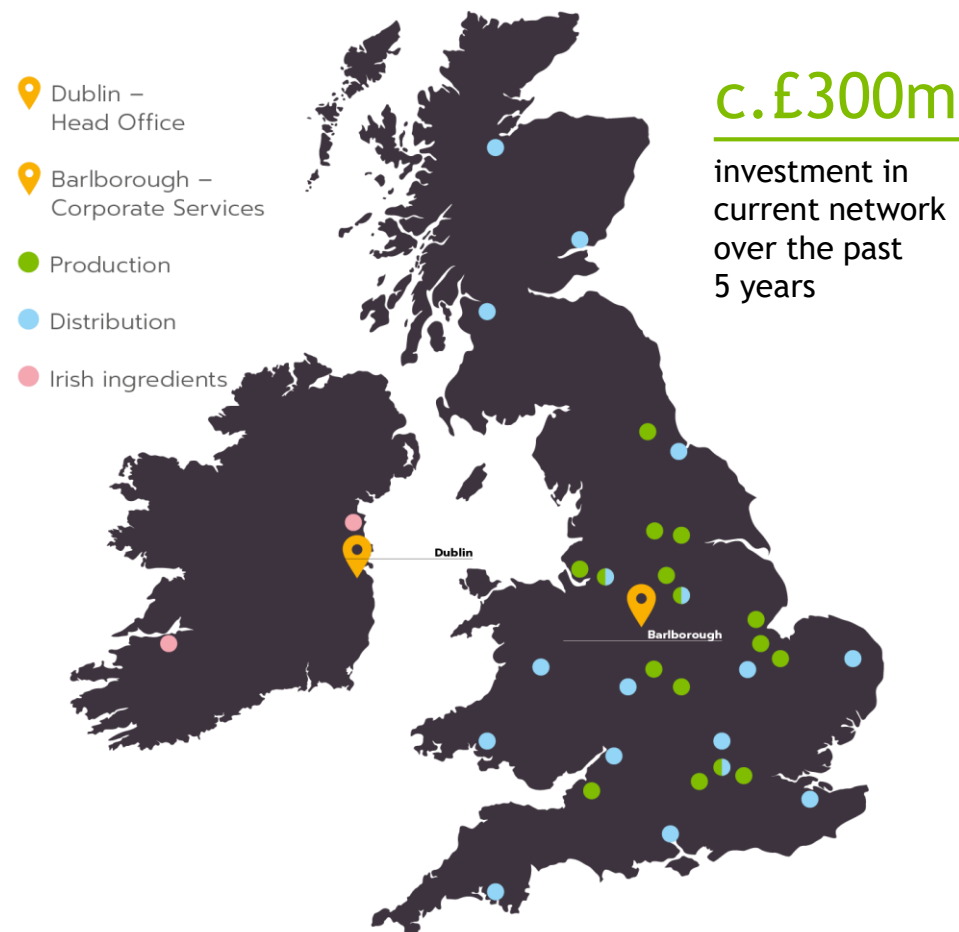 Dublin –
Head Office
Barlborough –
Corporate Services
Production
Distribution
Irish ingredients
c.£300m
investment in
current network
over the past
5 years
Dublin
Barlborough